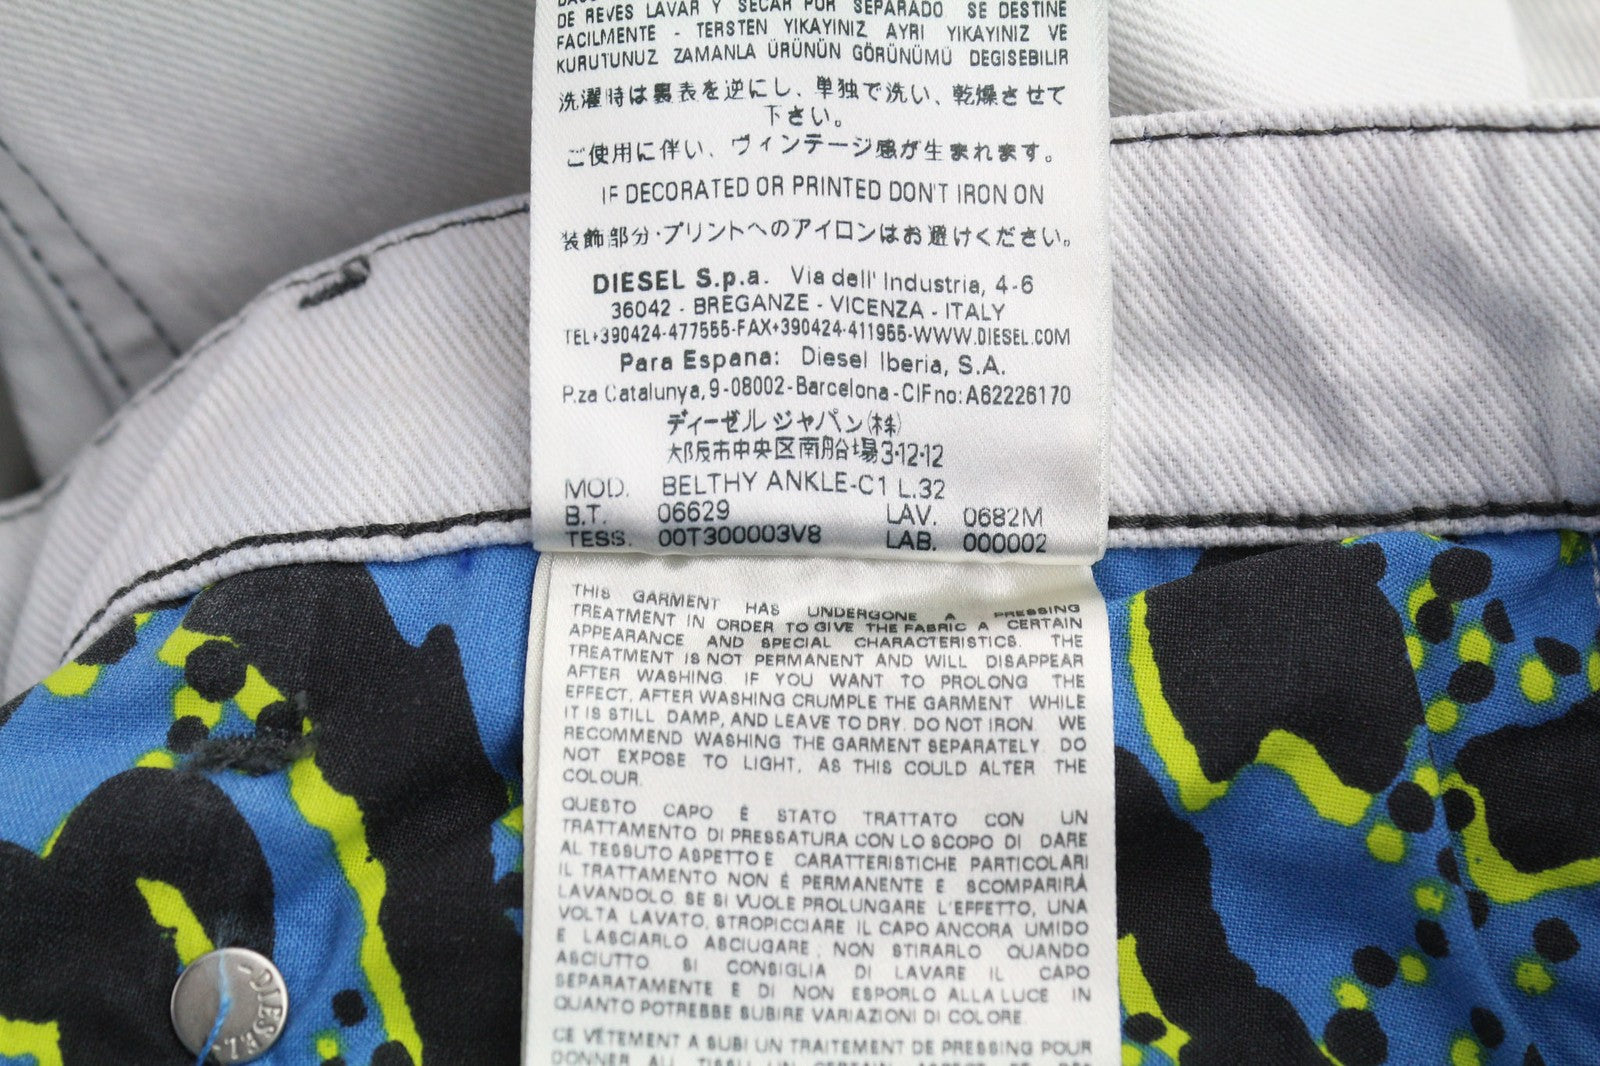 DE REVES LAVAR Y SECAR POR SEPARADO SE DESTINE
FACILMENTE - TERSTEN YIKAYINIZ AYRI YIKAYINIZ VE
KURUTUNUZ ZAMANLA ÜRÜNÜN GÖRÜNÜMÜ DEGISEBILIR
洗濯時は裏表を逆にし、単独で洗い、乾燥させて
下さい。
ご使用に伴い、ヴィンテージ感が生まれます。
IF DECORATED OR PRINTED DON'T IRON ON
装飾部分・プリントへのアイロンはお避けください。
DIESEL S.p.a. Via dell' Industria, 4-6
36042 - BREGANZE - VICENZA - ITALY
TEL+390424-477555-FAX+390424-411955-WWW.DIESEL.COM
Para Espana: Diesel Iberia, S.A.
P.za Catalunya, 9-08002-Barcelona-CIFno:A62226170
ディーゼルジャパン(株)
大阪市中央区南船場3-12-12
MOD. BELTHY ANKLE-C1 L.32
B.T. 06629 LAV. 0682M
TESS. 00T300003V8 LAB. 000002
THIS GARMENT HAS UNDERGONE A PRESSING
TREATMENT IN ORDER TO GIVE THE FABRIC A CERTAIN
APPEARANCE AND SPECIAL CHARACTERISTICS. THE
TREATMENT IS NOT PERMANENT AND WILL DISAPPEAR
AFTER WASHING IF YOU WANT TO PROLONG THE
EFFECT, AFTER WASHING CRUMPLE THE GARMENT WHILE
IT IS STILL DAMP, AND LEAVE TO DRY. DO NOT IRON WE
RECOMMEND WASHING THE GARMENT SEPARATELY. DO
NOT EXPOSE TO LIGHT, AS THIS COULD ALTER THE
COLOUR.
QUESTO CAPO È STATO TRATTATO CON UN
TRATTAMENTO DI PRESSATURA CON LO SCOPO DI DARE
AL TESSUTO ASPETTO E CARATTERISTICHE PARTICOLARI
IL TRATTAMENTO NON É PERMANENTE E SCOMPARIRÀ
LAVANDOLO. SE SI VUOLE PROLUNGARE L'EFFETTO, UNA
VOLTA LAVATO, STROPICCIARE IL CAPO ANCORA UMIDO
E LASCIARLO ASCIUGARE. NON STIRARLO QUANDO
ASCIUTTO SI CONSIGLIA DI LAVARE IL CAPO
SEPARATAMENTE E DI NON ESPORLO ALLA LUCE IN
QUANTO POTREBBE SUBIRE VARIAZIONI DI COLORE.
CE VÊTEMENT A SUBI UN TRAITEMENT DE PRESSING POUR
DONNER AU TISSU UN CERTAIN ASPECT ET DES
-DIESEL